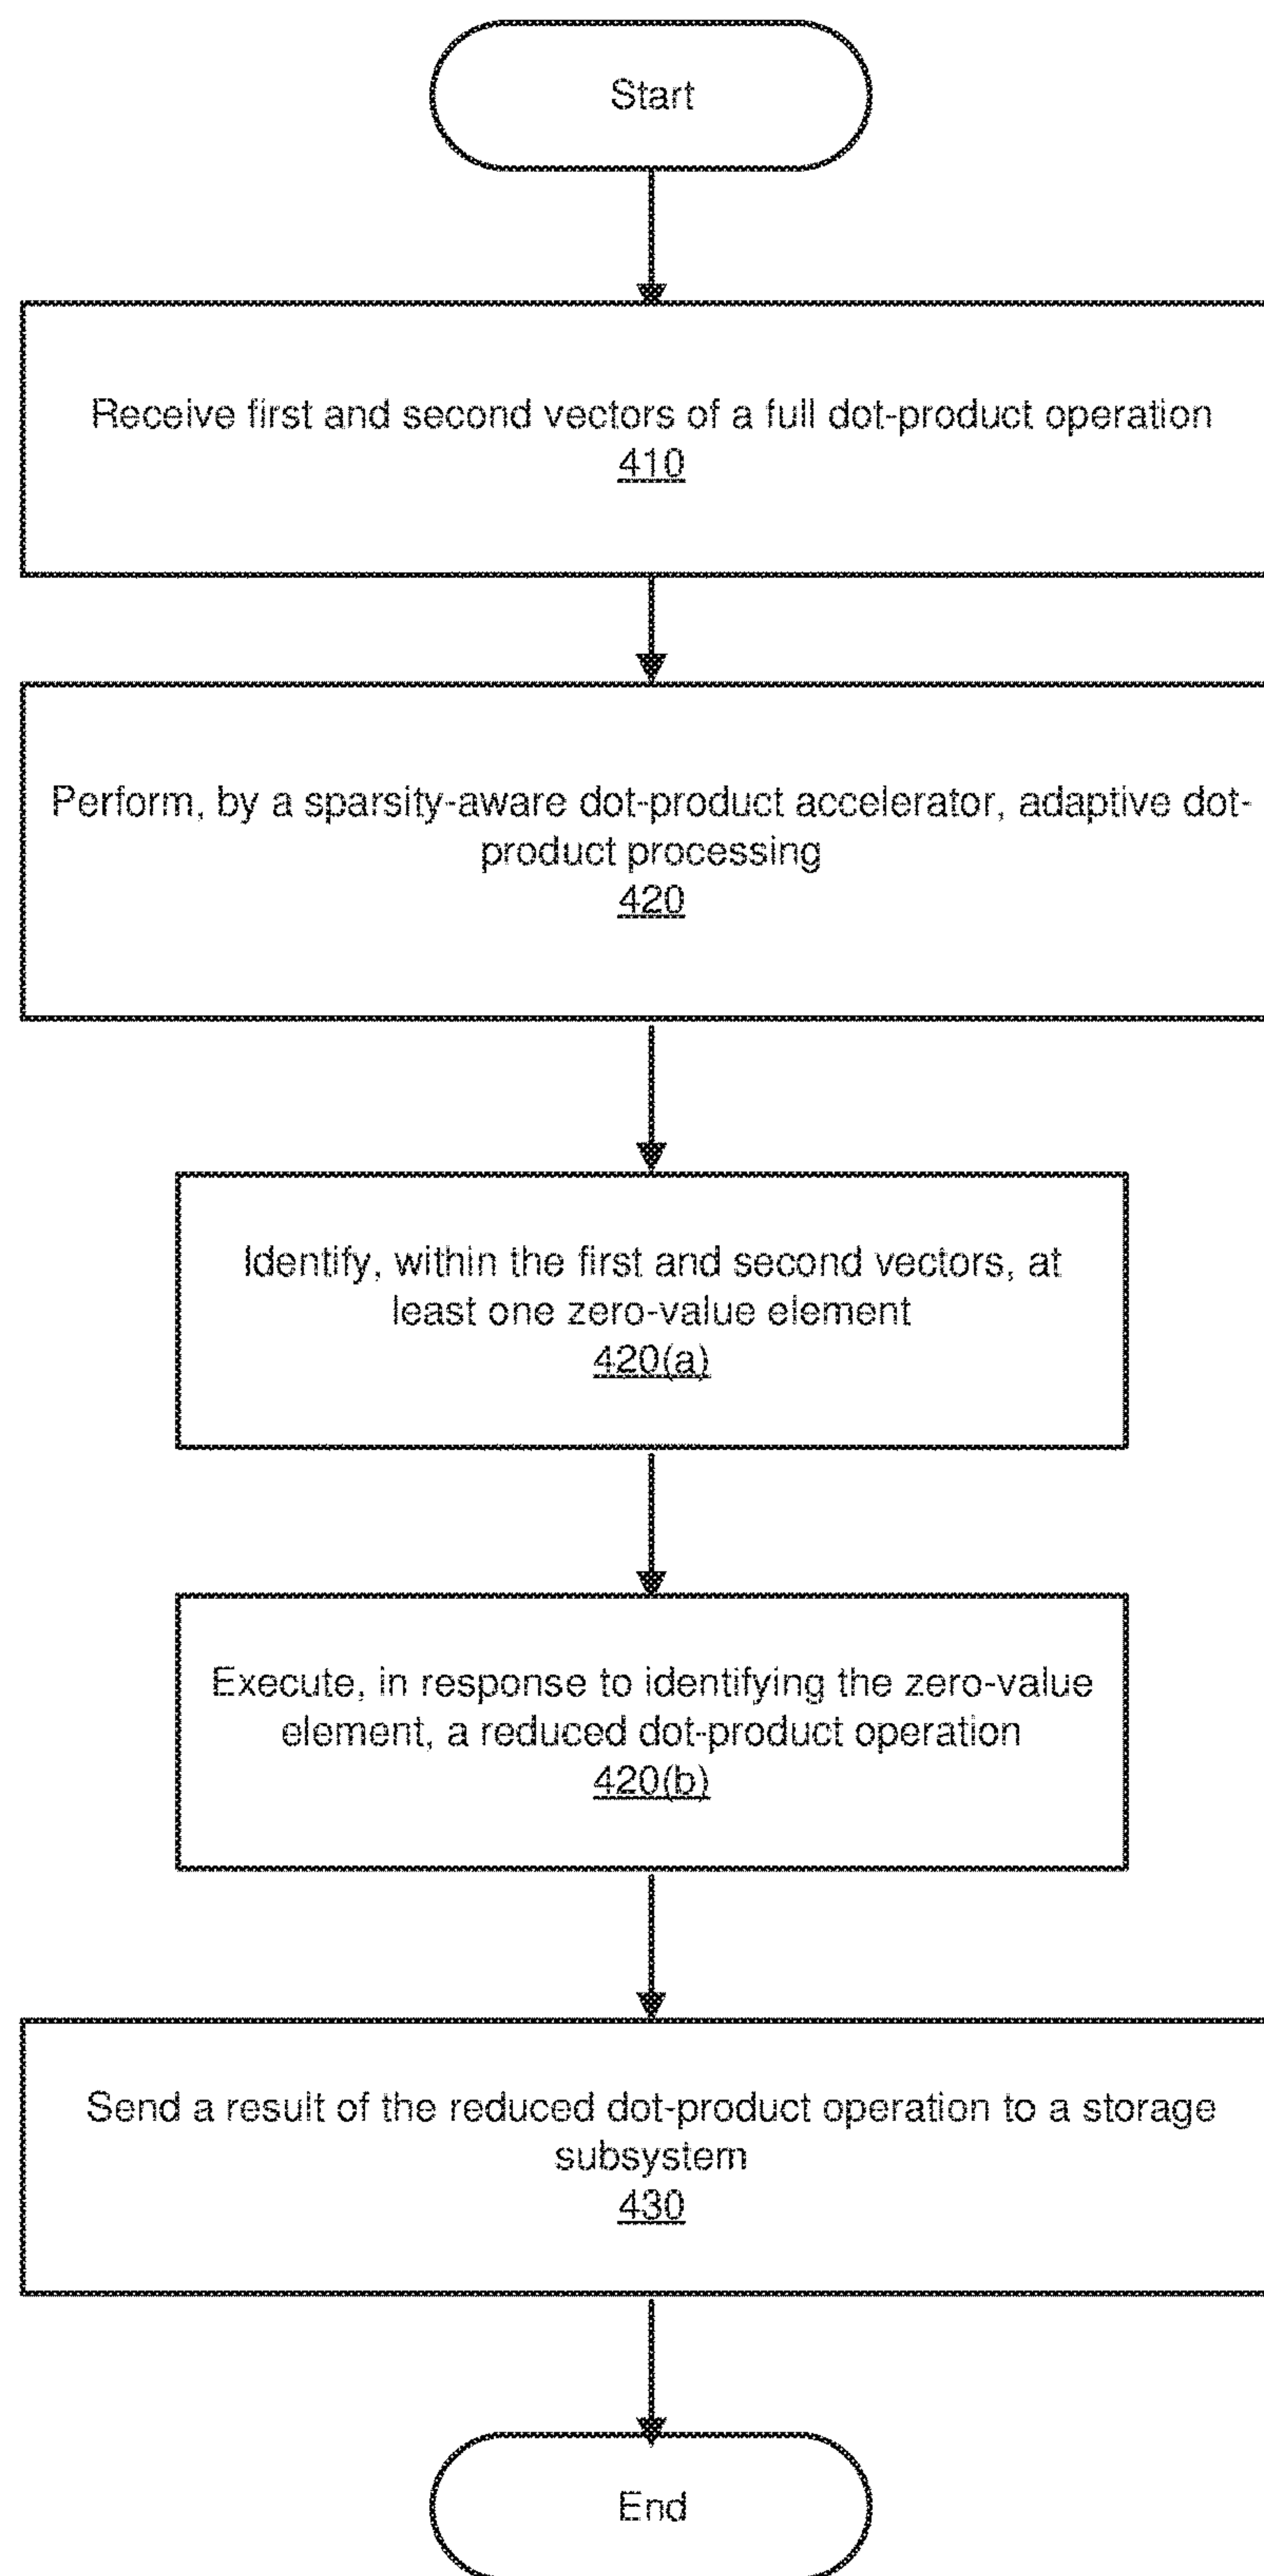 Start
Receive first and second vectors of a full dot-product operation
410
Perform, by a sparsity-aware dot-product accelerator, adaptive dot-
product processing
420
Identify, within the first and second vectors, at
least one zero-value element
420(a)
Execute, in response to identifying the zero-value
element, a reduced dot-product operation
420(b)
Send a result of the reduced dot-product operation to a storage
subsystem
430
End